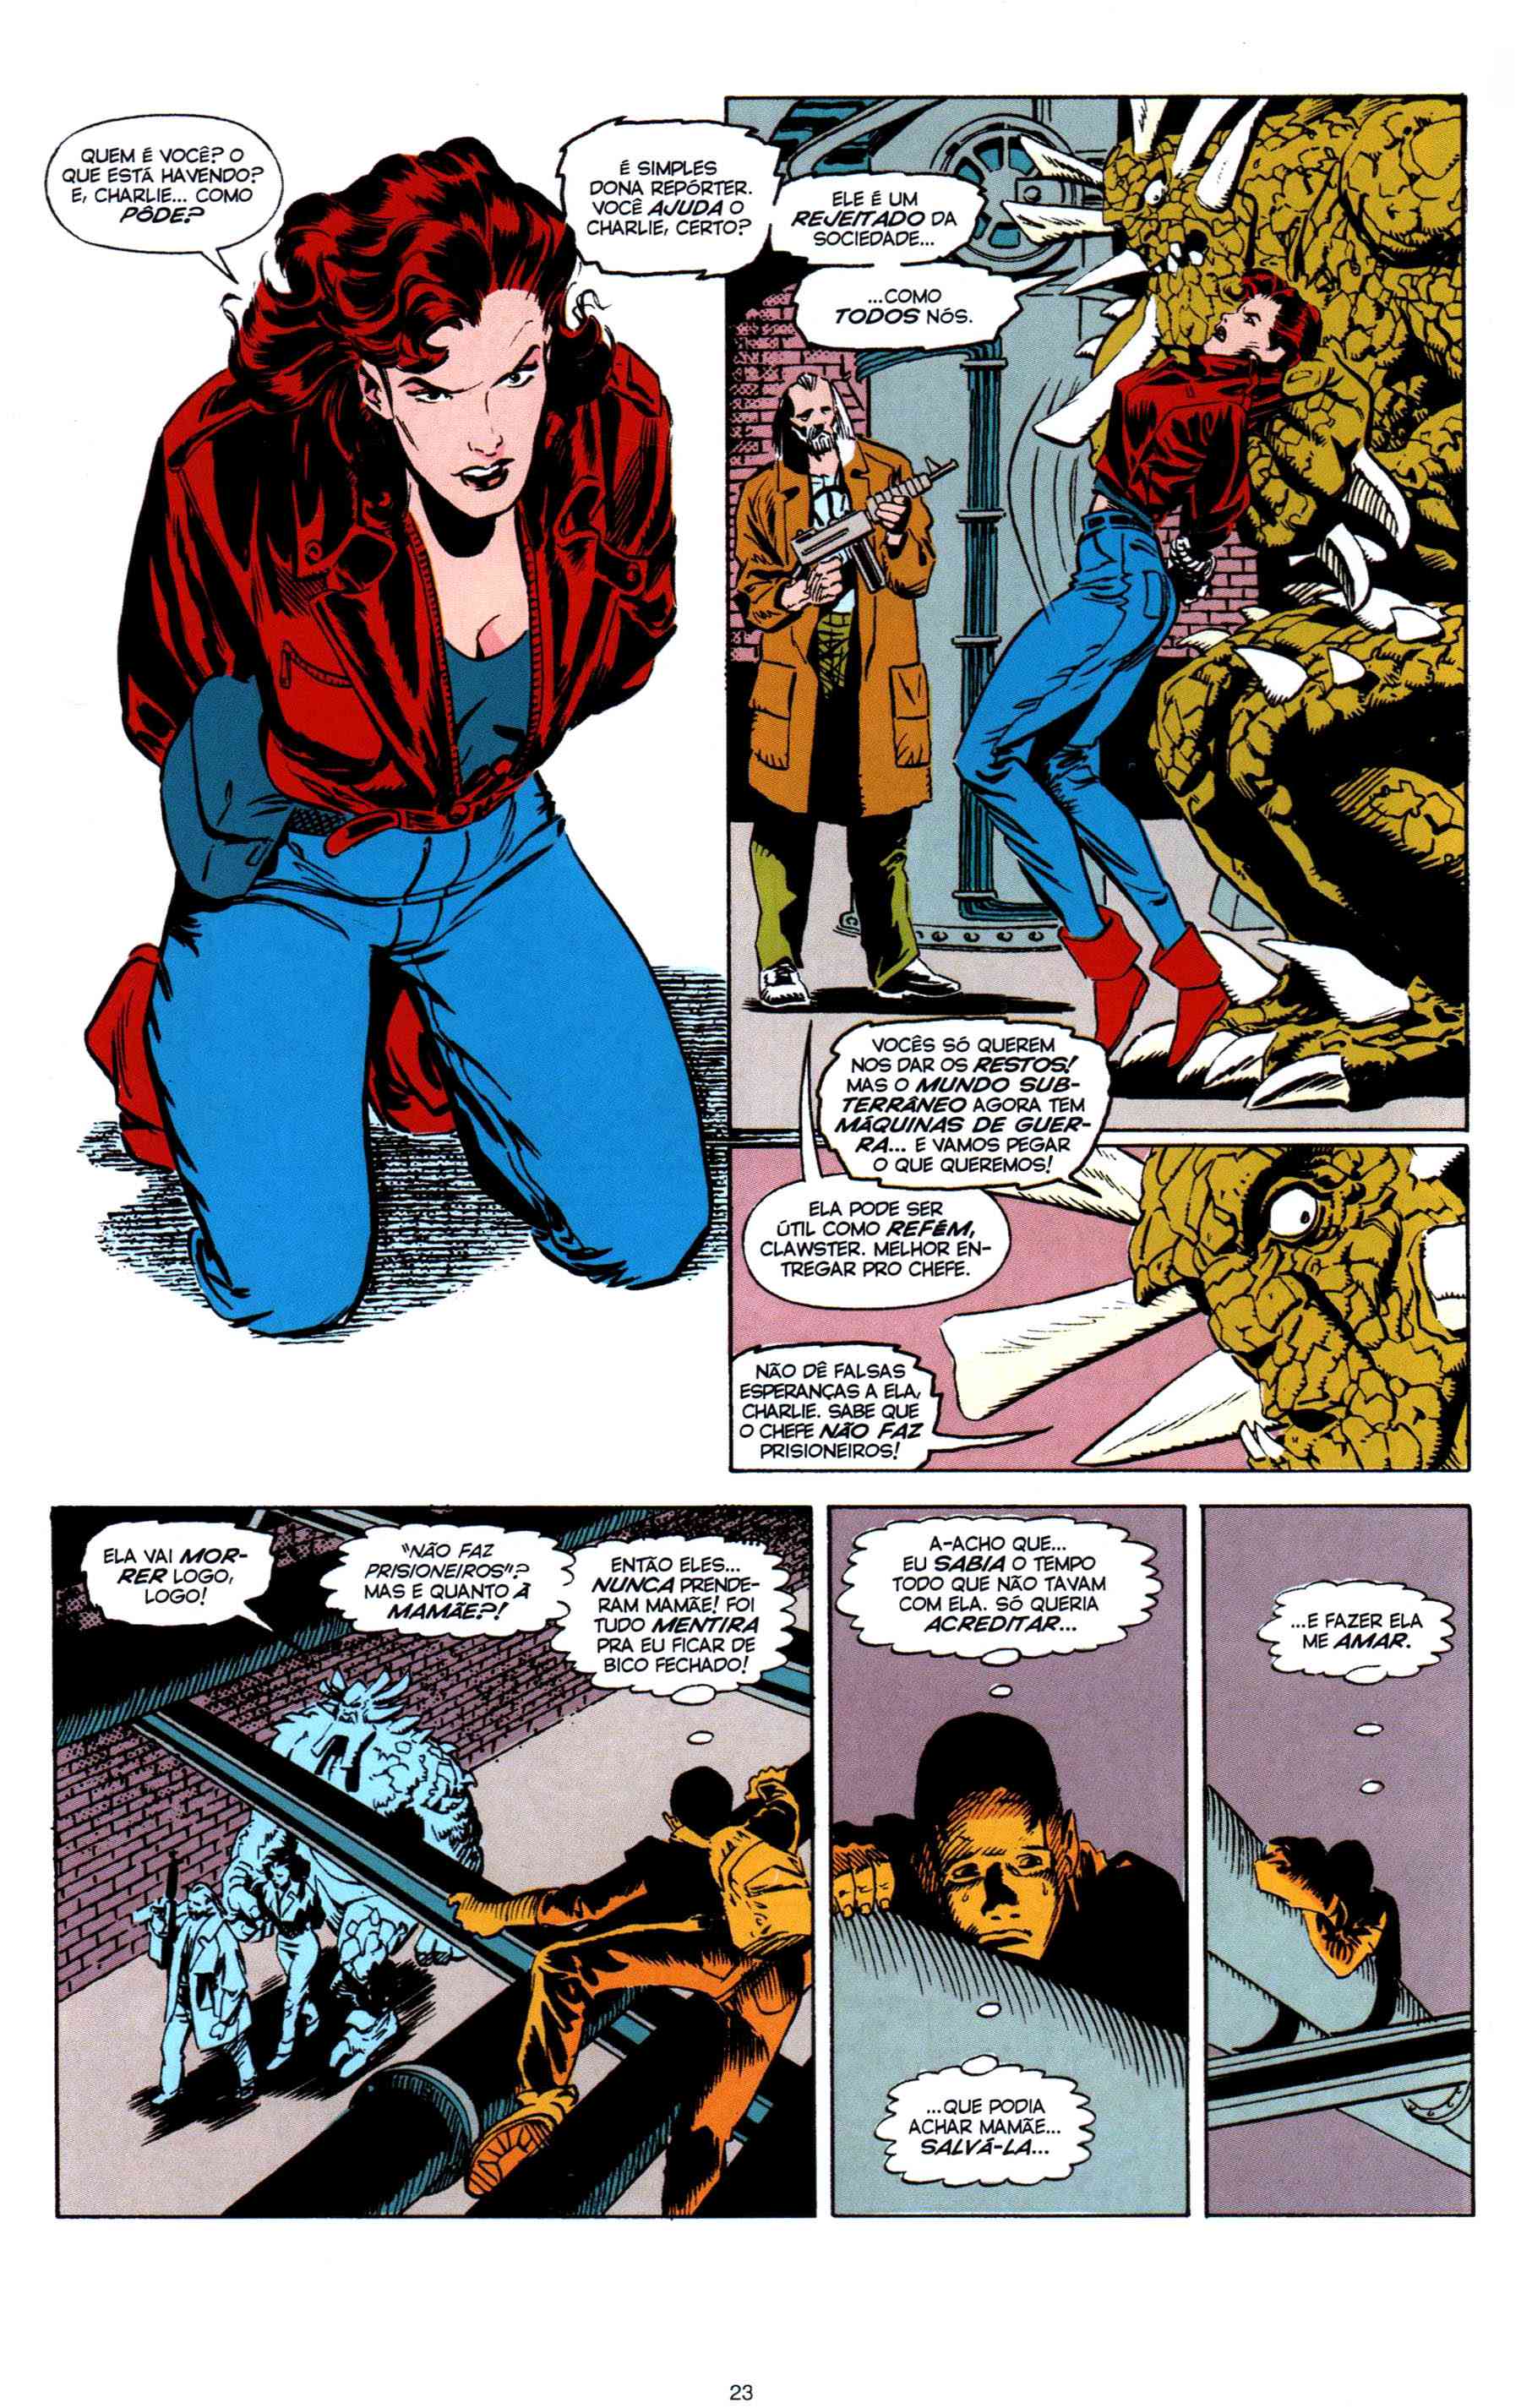 QUEM É VOCÊ? O
QUE ESTÁ HAVENDO?
E, CHARLIE... COMO
PÔDE?
É SIMPLES
DONA REPÓRTER.
VOCÊ AJUDA O
CHARLIE, CERTO?
ELE É UM
REJEITADO DA
SOCIEDADE...
...COMO
TODOS NÓS.
VOCÊS SÓ QUEREM
NOS DAR OS RESTOS!
MAS O MUNDO SUB-
TERRÂNEO AGORA TEM
MÁQUINAS DE GUER-
RA... E VAMOS PEGAR
O QUE QUEREMOS!
ELA PODE SER
ÚTIL COMO REFÉM,
CLAWSTER. MELHOR EN-
TREGAR PRO CHEFE.
NÃO DÊ FALSAS
ESPERANÇAS A ELA,
CHARLIE. SABE QUE
O CHEFE NÃO FAZ
PRISIONEIROS!
ELA VAI MOR-
RER LOGO,
LOGO!
"NÃO FAZ
PRISIONEIROS"?
MAS E QUANTO À
MAMÃE?!
ENTÃO ELES...
NUNCA PRENDE-
RAM MAMÃE! FOI
TUDO MENTIRA
PRA EU FICAR DE
BICO FECHADO!
A-ACHO QUE...
EU SABIA O TEMPO
TODO QUE NÃO TAVAM
COM ELA. SÓ QUERIA
ACREDITAR...
...QUE PODIA
ACHAR MAMÃE...
SALVÁ-LA...
...E FAZER ELA
ME AMAR.
23